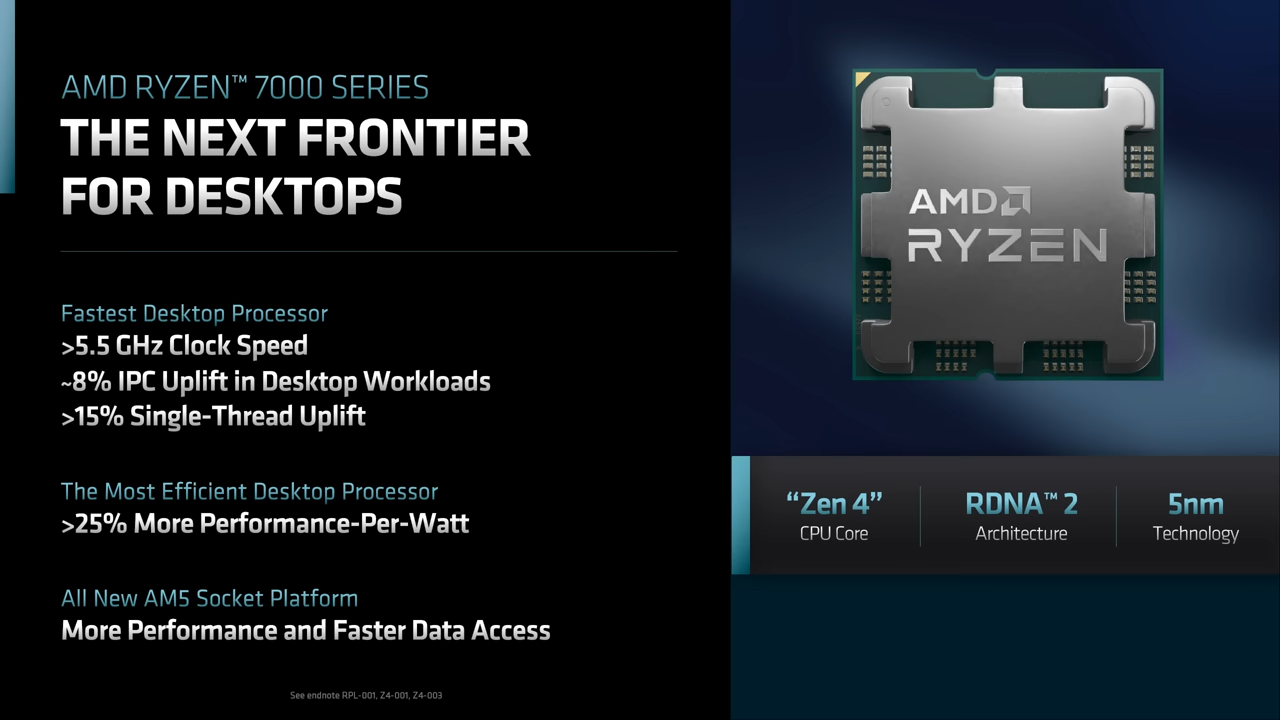 AMD RYZEN™ 7000 SERIES
THE NEXT FRONTIER
FOR DESKTOPS
Fastest Desktop Processor
>5.5 GHz Clock Speed
~8% IPC Uplift in Desktop Workloads
>15% Single-Thread Uplift
The Most Efficient Desktop Processor
>25% More Performance-Per-Watt
All New AM5 Socket Platform
More Performance and Faster Data Access
See endnote RPL-001, Z4-001, Z4-003
AMD
RYZEN
“Zen 4”
CPU Core
RDNA™ 2
Architecture
5nm
Technology